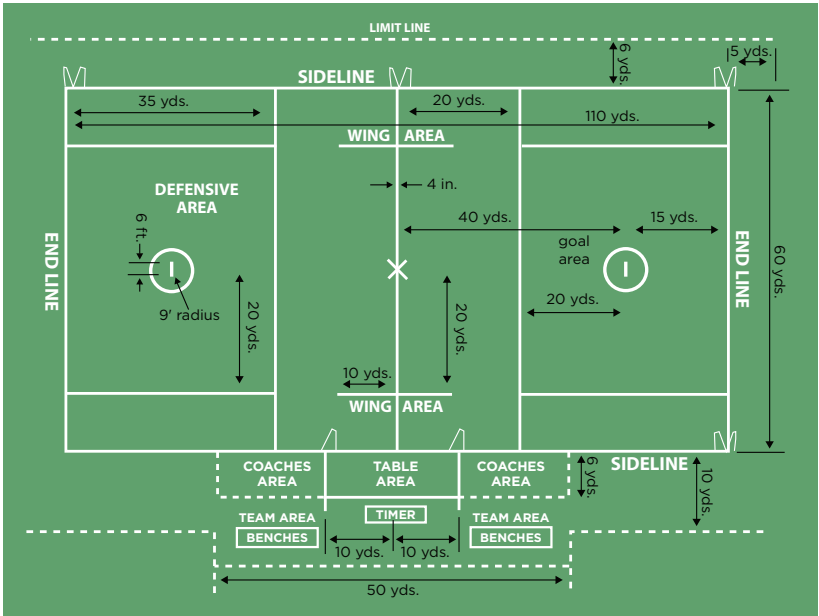 LIMIT LINE
6 yds.
5 yds.
SIDELINE
35 yds.
20 yds.
110 yds.
WING AREA
4 in.
DEFENSIVE
AREA
6 ft.
40 yds.
15 yds.
goal
area
END LINE
END LINE
60 yds.
9' radius
20 yds.
20 yds.
20 yds.
10 yds.
WING AREA
COACHES
AREA
TABLE
AREA
COACHES
AREA
6 yds.
SIDELINE
10 yds.
TEAM AREA
BENCHES
TIMER
TEAM AREA
BENCHES
10 yds.
10 yds.
50 yds.